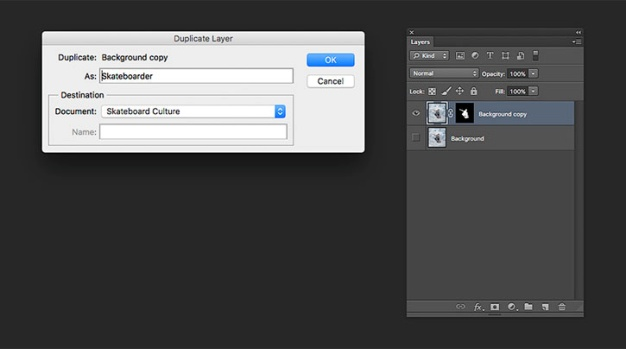 Duplicate Layer
Duplicate: Background copy
As: Skateboarder
Destination
Document: Skateboard Culture
Name:
OK
Cancel
Layers
Kind
Normal Opacity: 100%
Lock: Fill: 100%
Background copy
Background
fx